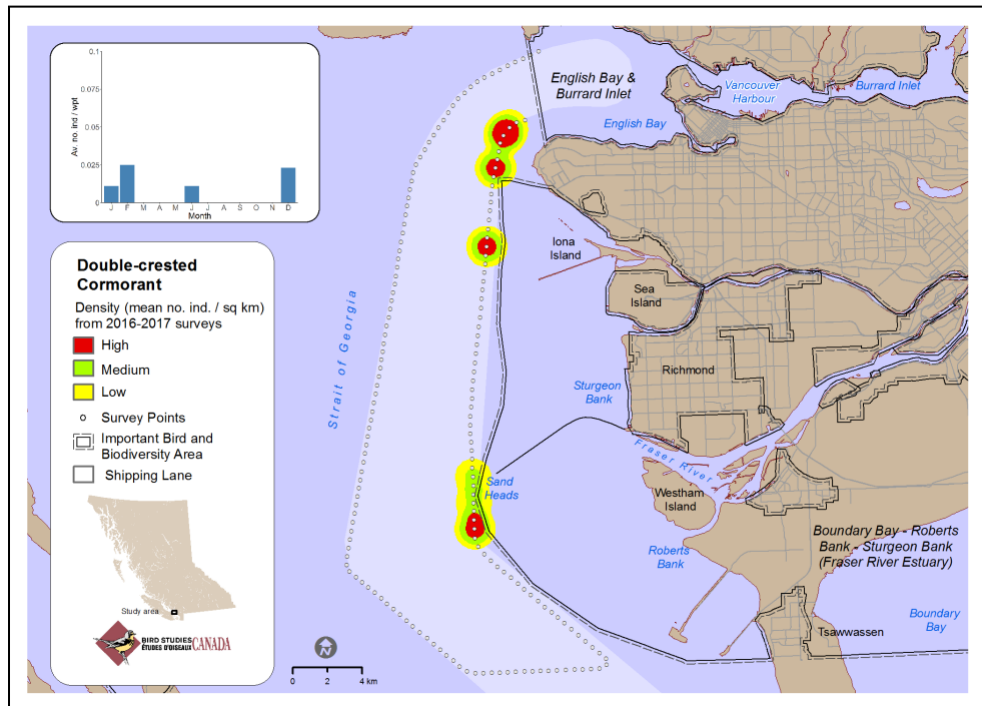 0.1
0.075
0.05
0.025
0
Av. no. ind / wpt
J F M A M J J A S O N D
Month
Double-crested
Cormorant
Density (mean no. ind. / sq km)
from 2016-2017 surveys
High
Medium
Low
Survey Points
Important Bird and
Biodiversity Area
Shipping Lane
Study area
BIRD STUDIES
ÉTUDES D'OISEAUX
CANADA
N
0 2 4 km
Strait of Georgia
English Bay &
Burrard Inlet
English Bay
Vancouver
Harbour
Burrard Inlet
Iona
Island
Sea
Island
Richmond
Sturgeon
Bank
Fraser River
Sand
Heads
Westham
Island
Roberts
Bank
Boundary Bay - Roberts
Bank - Sturgeon Bank
(Fraser River Estuary)
Tsawwassen
Boundary
Bay